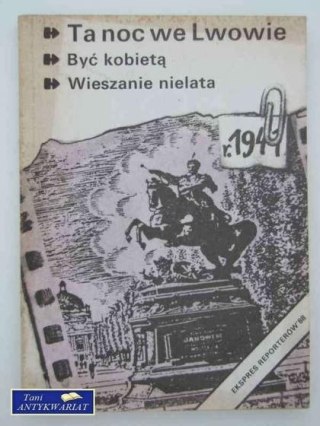 Ta noc we Lwowie
Być kobietą
Wieszanie nielata
r. 1941
EKSPRES REPORTERÓW '88
Tani
ANTYKWARIAT